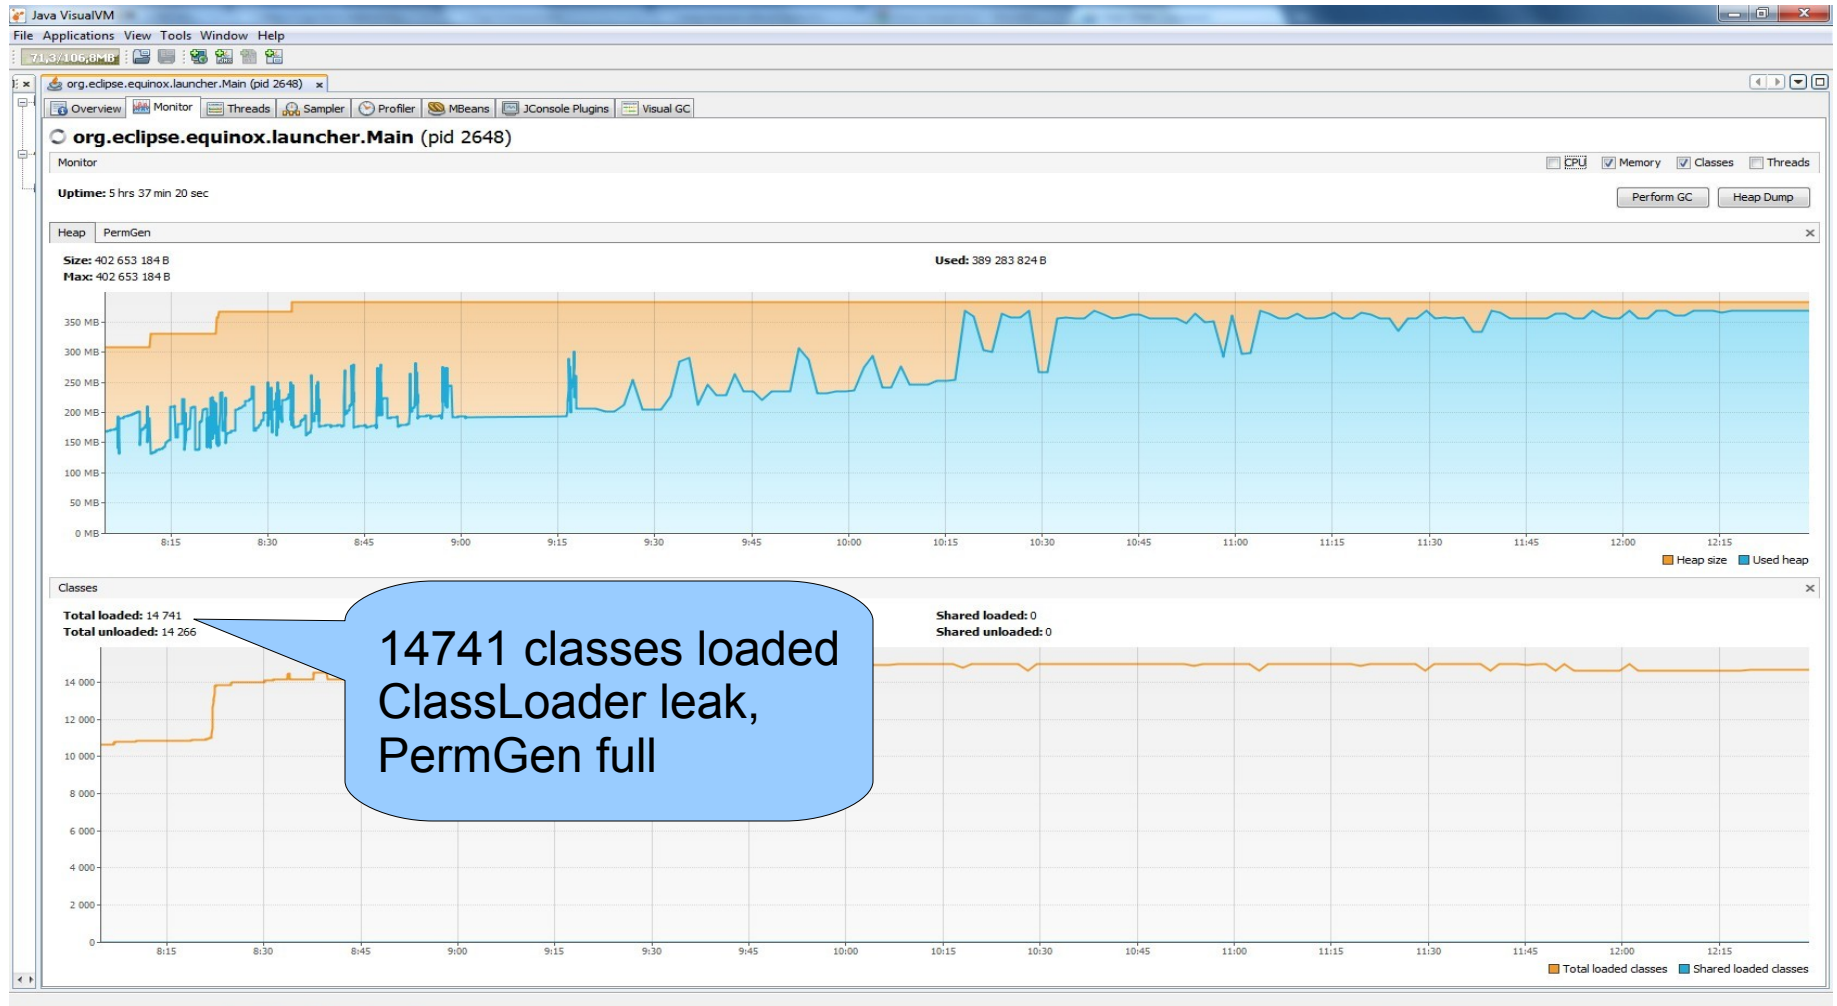 Java VisualVM
File Applications View Tools Window Help
71,3/106,8MB
org.eclipse.equinox.launcher.Main (pid 2648)
Overview Monitor Threads Sampler Profiler MBeans JConsole Plugins Visual GC
org.eclipse.equinox.launcher.Main (pid 2648)
Monitor CPU Memory Classes Threads
Uptime: 5 hrs 37 min 20 sec Perform GC Heap Dump
Heap PermGen
Size: 402 653 184 B Used: 389 283 824 B
Max: 402 653 184 B
350 MB
300 MB
250 MB
200 MB
150 MB
100 MB
50 MB
0 MB
8:15 8:30 8:45 9:00 9:15 9:30 9:45 10:00 10:15 10:30 10:45 11:00 11:15 11:30 11:45 12:00 12:15
Heap size Used heap
Classes
Total loaded: 14 741 Shared loaded: 0
Total unloaded: 14 266 Shared unloaded: 0
14741 classes loaded
ClassLoader leak,
PermGen full
14 000
12 000
10 000
8 000
6 000
4 000
2 000
0
8:15 8:30 8:45 9:00 9:15 9:30 9:45 10:00 10:15 10:30 10:45 11:00 11:15 11:30 11:45 12:00 12:15
Total loaded classes Shared loaded classes